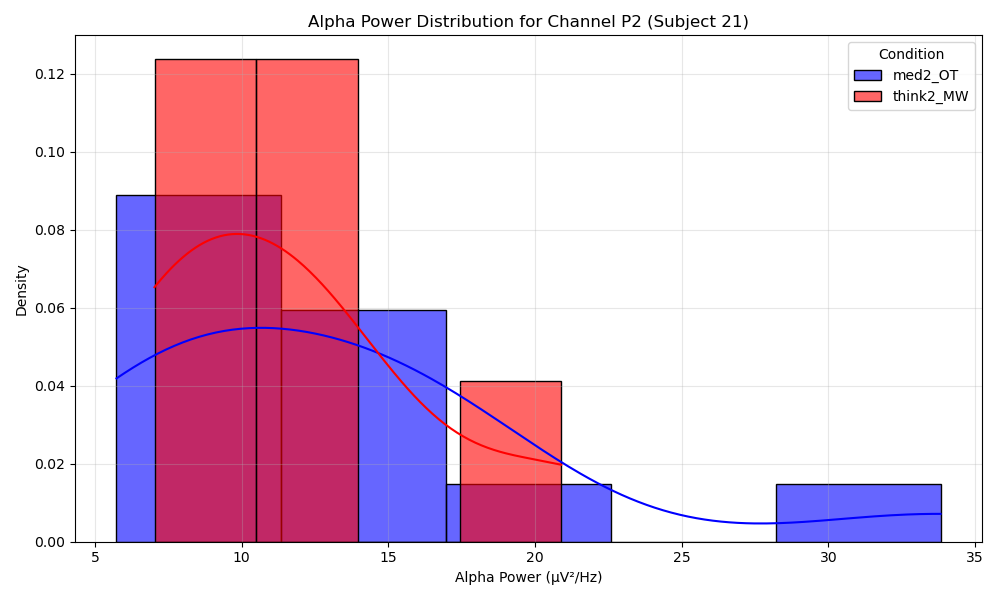 Alpha Power Distribution for Channel P2 (Subject 21)
Condition
med2_OT
think2_MW
0.12
0.10
0.08
0.06
0.04
0.02
0.00
Density
5
10
15
20
25
30
35
Alpha Power (µV²/Hz)